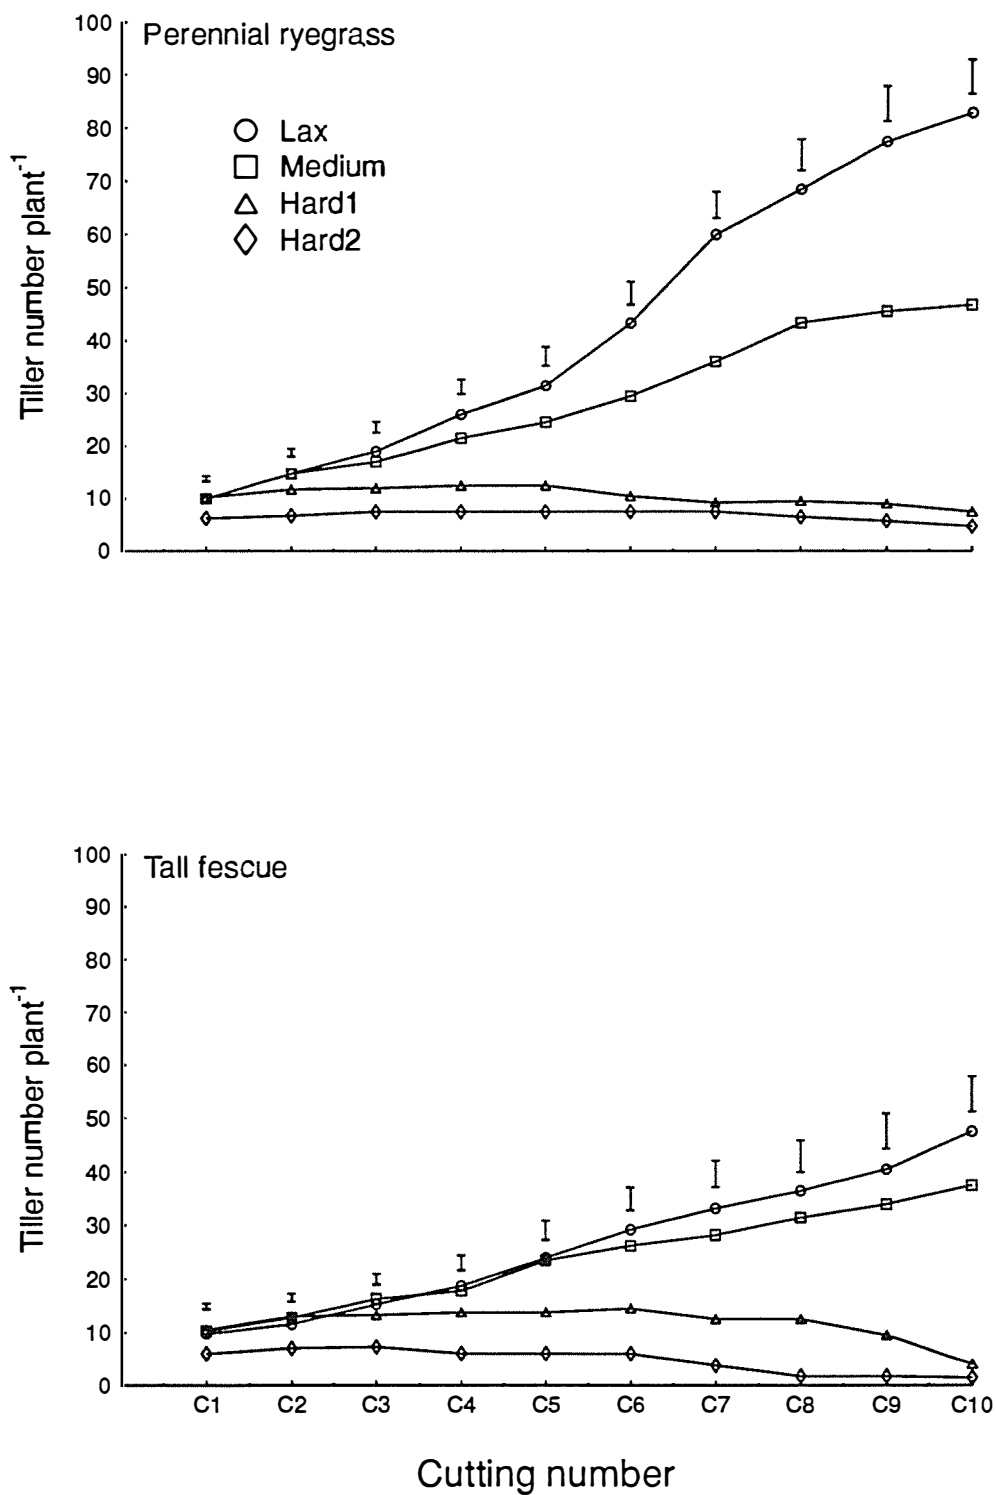 Perennial ryegrass
Tiller number plant-1
100
90
80
70
60
50
40
30
20
10
0
Lax
Medium
Hard1
Hard2
Tall fescue
Tiller number plant-1
100
90
80
70
60
50
40
30
20
10
0
C1 C2 C3 C4 C5 C6 C7 C8 C9 C10
Cutting number